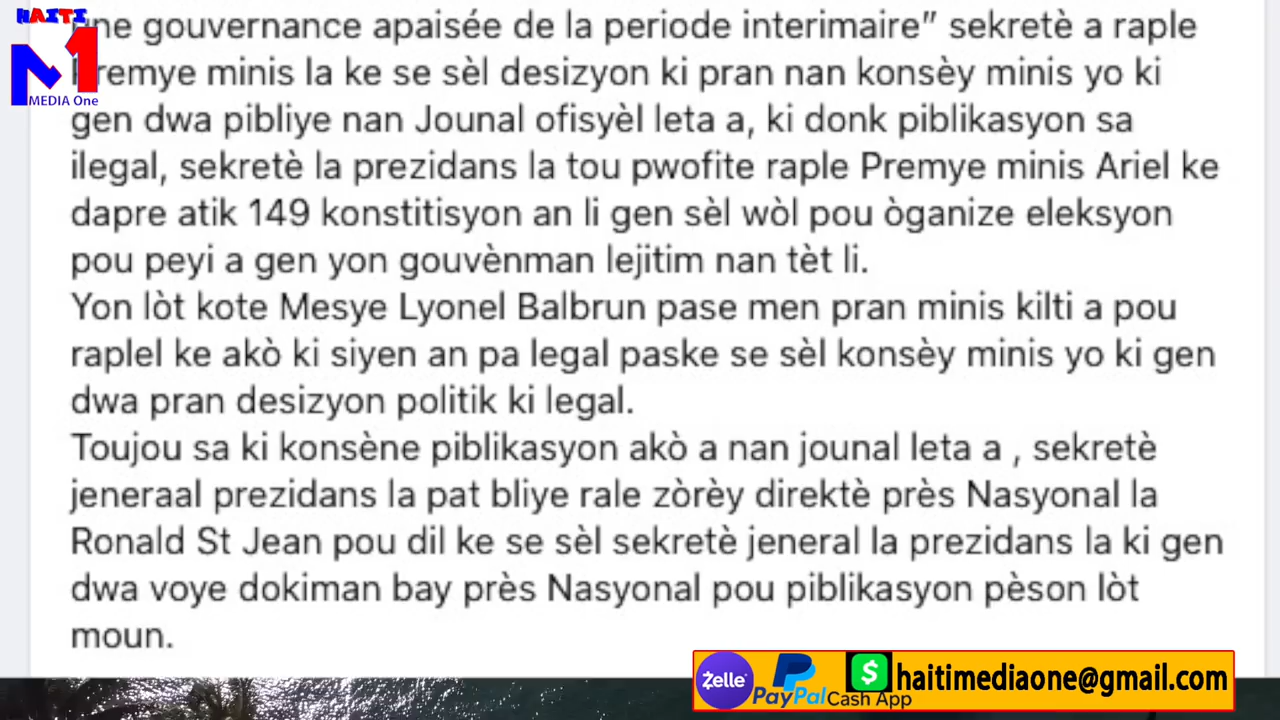 HAITI
M1
MEDIA One
une gouvernance apaisée de la periode interimaire” sekretè a raple
Premye minis la ke se sèl desizyon ki pran nan konsèy minis yo ki
gen dwa pibliye nan Jounal ofisyèl leta a, ki donk piblikasyon sa
ilegal, sekretè la prezidans la tou pwofite raple Premye minis Ariel ke
dapre atik 149 konstitisyon an li gen sèl wòl pou òganize eleksyon
pou peyi a gen yon gouvènman lejitim nan tèt li.
Yon lòt kote Mesye Lyonel Balbrun pase men pran minis kilti a pou
raplel ke akò ki siyen an pa legal paske se sèl konsèy minis yo ki gen
dwa pran desizyon politik ki legal.
Toujou sa ki konsène piblikasyon akò a nan jounal leta a , sekretè
jeneraal prezidans la pat bliye rale zòrèy direktè près Nasyonal la
Ronald St Jean pou dil ke se sèl sekretè jeneral la prezidans la ki gen
dwa voye dokiman bay près Nasyonal pou piblikasyon pèson lòt
moun.
Zelle
PayPal
$
Cash App
haitimediaone@gmail.com